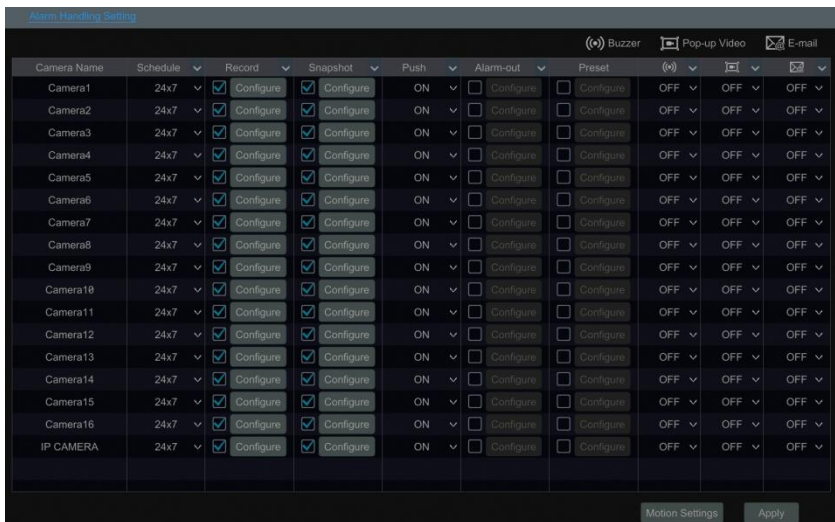 Alarm Handling Setting
Buzzer Pop-up Video E-mail
Camera Name Schedule Record Snapshot Push Alarm-out Preset
Camera1 24x7 Configure Configure ON Configure Configure OFF OFF OFF
Camera2 24x7 Configure Configure ON Configure Configure OFF OFF OFF
Camera3 24x7 Configure Configure ON Configure Configure OFF OFF OFF
Camera4 24x7 Configure Configure ON Configure Configure OFF OFF OFF
Camera5 24x7 Configure Configure ON Configure Configure OFF OFF OFF
Camera6 24x7 Configure Configure ON Configure Configure OFF OFF OFF
Camera7 24x7 Configure Configure ON Configure Configure OFF OFF OFF
Camera8 24x7 Configure Configure ON Configure Configure OFF OFF OFF
Camera9 24x7 Configure Configure ON Configure Configure OFF OFF OFF
Camera10 24x7 Configure Configure ON Configure Configure OFF OFF OFF
Camera11 24x7 Configure Configure ON Configure Configure OFF OFF OFF
Camera12 24x7 Configure Configure ON Configure Configure OFF OFF OFF
Camera13 24x7 Configure Configure ON Configure Configure OFF OFF OFF
Camera14 24x7 Configure Configure ON Configure Configure OFF OFF OFF
Camera15 24x7 Configure Configure ON Configure Configure OFF OFF OFF
Camera16 24x7 Configure Configure ON Configure Configure OFF OFF OFF
IP CAMERA 24x7 Configure Configure ON Configure Configure OFF OFF OFF
Motion Settings Apply